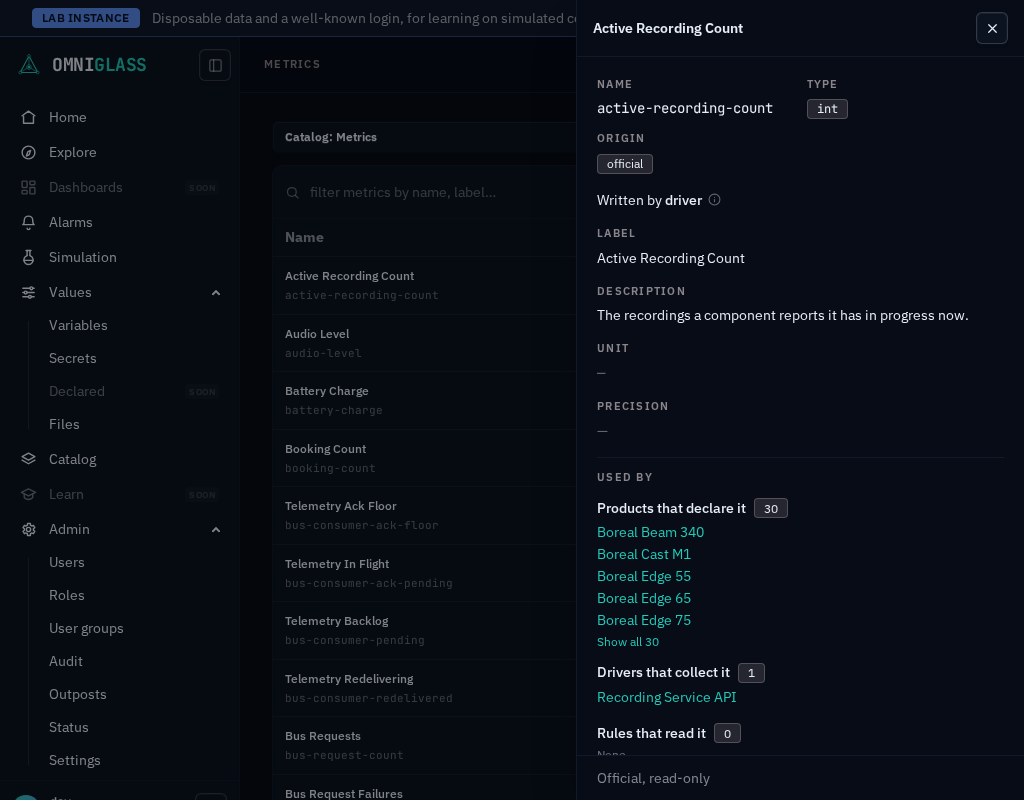 LAB INSTANCE Disposable data and a well-known login, for learning on simulated
OMNIGLASS
Home
Explore
Dashboards SOON
Alarms
Simulation
Values
Variables
Secrets
Declared SOON
Files
Catalog
Learn SOON
Admin
Users
Roles
User groups
Audit
Outposts
Status
Settings
METRICS
Catalog: Metrics
filter metrics by name, label...
Name
Active Recording Count
active-recording-count
Audio Level
audio-level
Battery Charge
battery-charge
Booking Count
booking-count
Telemetry Ack Floor
bus-consumer-ack-floor
Telemetry In Flight
bus-consumer-ack-pending
Telemetry Backlog
bus-consumer-pending
Telemetry Redelivering
bus-consumer-redelivered
Bus Requests
bus-request-count
Bus Request Failures
Active Recording Count
NAME
active-recording-count
TYPE
int
ORIGIN
official
Written by driver
LABEL
Active Recording Count
DESCRIPTION
The recordings a component reports it has in progress now.
UNIT
—
PRECISION
—
USED BY
Products that declare it 30
Boreal Beam 340
Boreal Cast M1
Boreal Edge 55
Boreal Edge 65
Boreal Edge 75
Show all 30
Drivers that collect it 1
Recording Service API
Rules that read it 0
None
Official, read-only